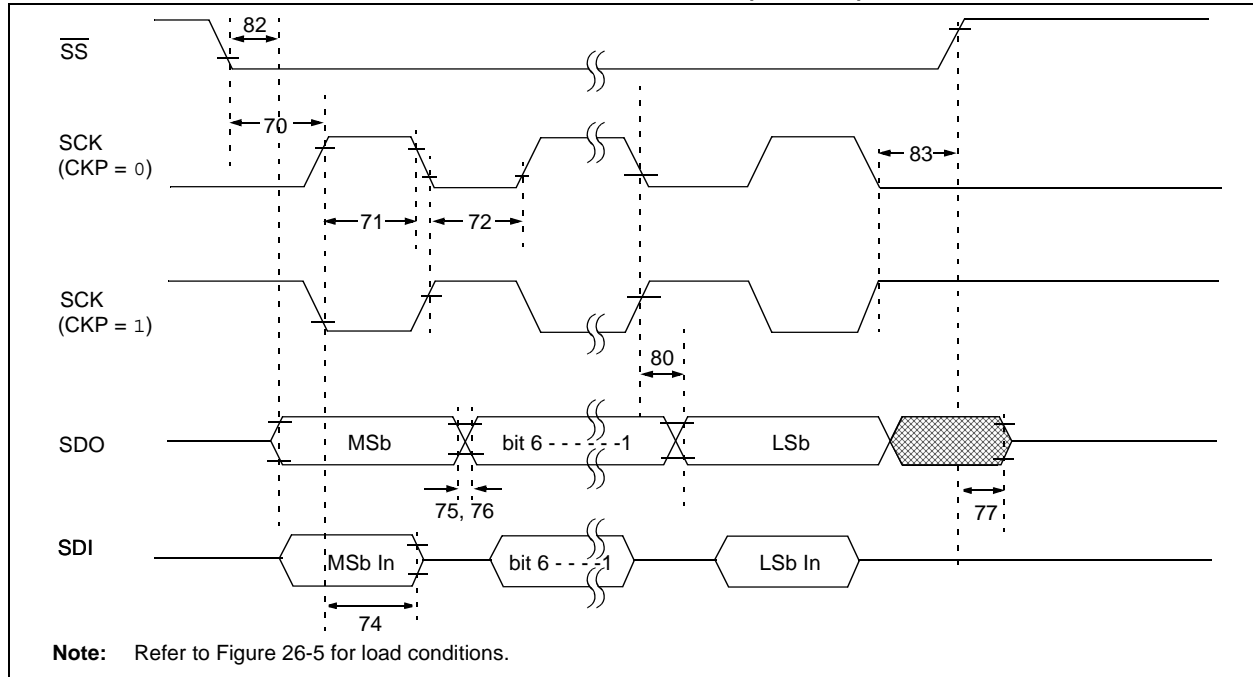 82
SS
70
SCK
(CKP = 0)
83
71
72
SCK
(CKP = 1)
80
SDO
MSb
bit 6 - - - - - -1
LSb
75, 76
77
SDI
MSb In
bit 6 - - - -1
LSb In
74
Note: Refer to Figure 26-5 for load conditions.